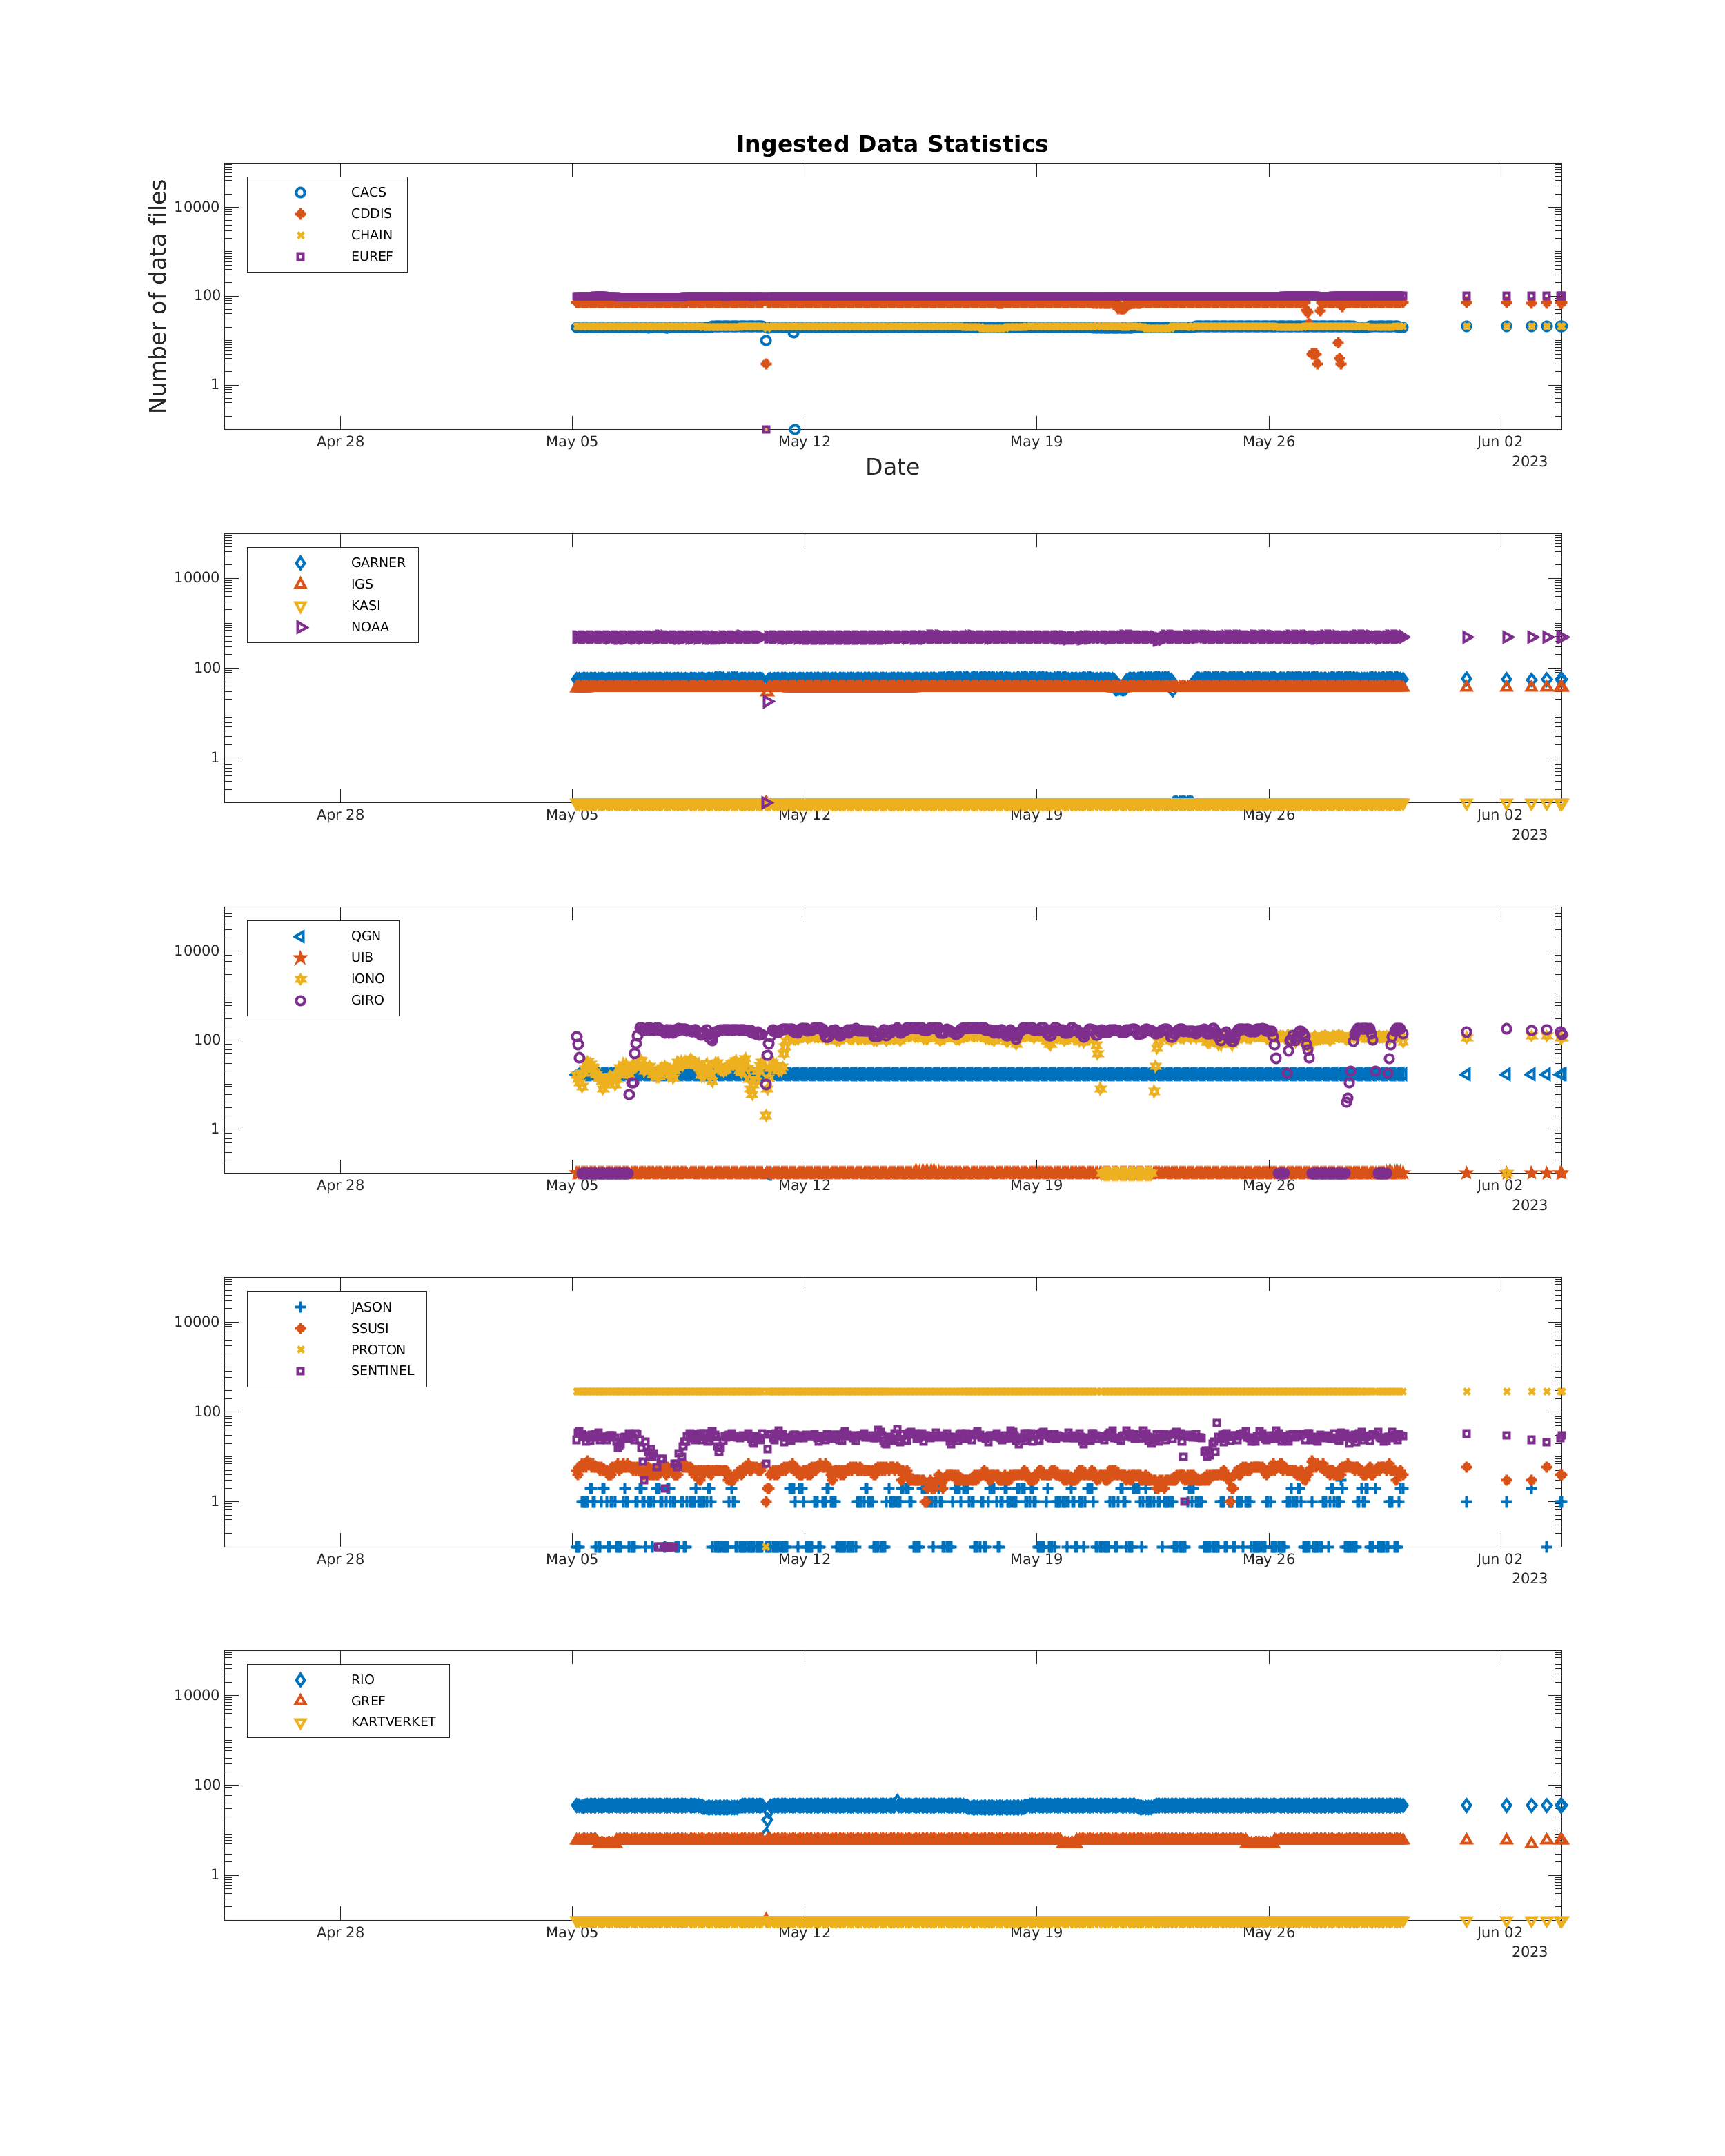 Ingested Data Statistics
Number of data files
CACS
CDDIS
CHAIN
EUREF
10000
100
1
Apr 28 May 05 May 12 May 19 May 26 Jun 02
2023
Date
GARNER
IGS
KASI
NOAA
10000
100
1
Apr 28 May 05 May 12 May 19 May 26 Jun 02
2023
QGN
UIB
IONO
GIRO
10000
100
1
Apr 28 May 05 May 12 May 19 May 26 Jun 02
2023
JASON
SSUSI
PROTON
SENTINEL
10000
100
1
Apr 28 May 05 May 12 May 19 May 26 Jun 02
2023
RIO
GREF
KARTVERKET
10000
100
1
Apr 28 May 05 May 12 May 19 May 26 Jun 02
2023